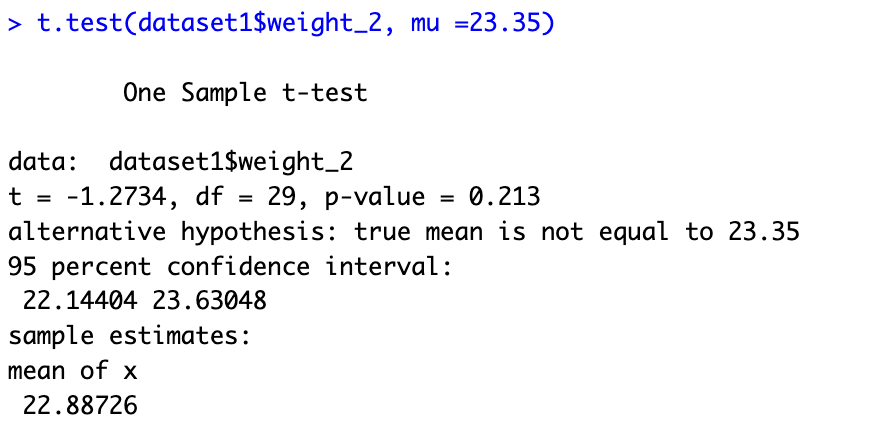 > t.test(dataset1$weight_2, mu =23.35)
One Sample t-test
data:  dataset1$weight_2
t = -1.2734, df = 29, p-value = 0.213
alternative hypothesis: true mean is not equal to 23.35
95 percent confidence interval:
22.14404 23.63048
sample estimates:
mean of x
22.88726